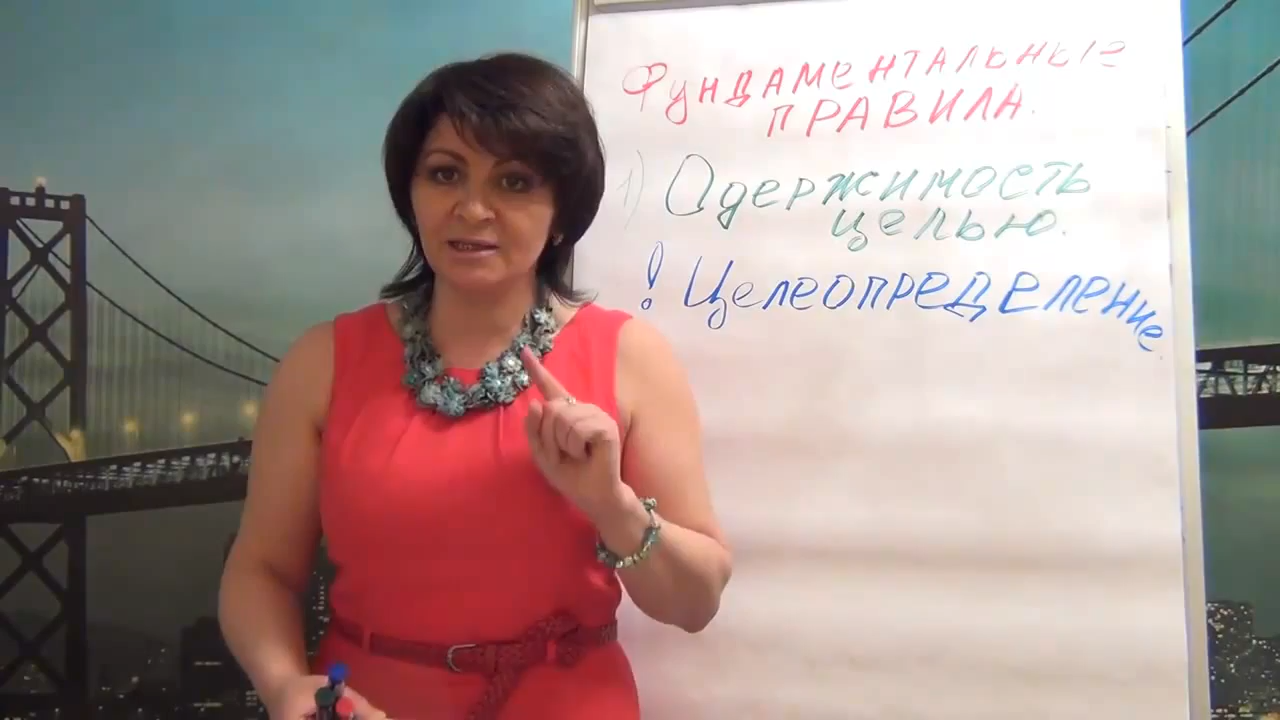 Фундаментальные
правила.
1) Одержимость
целью.
! Целеопределение